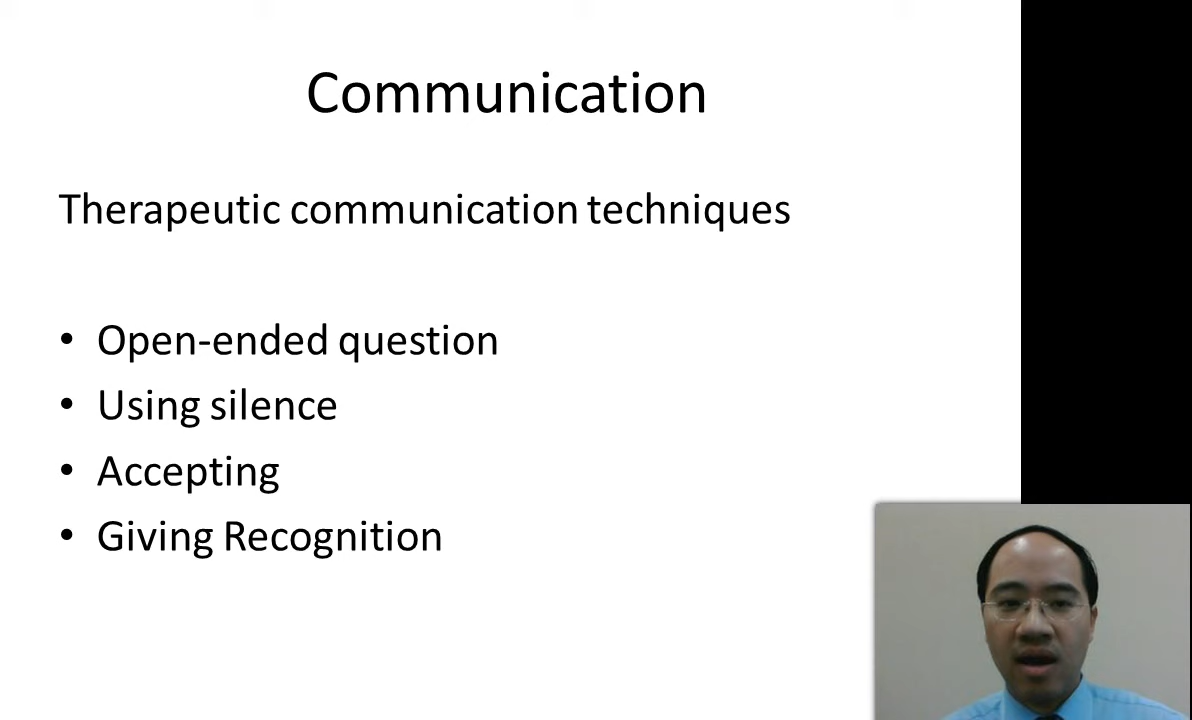 Communication
Therapeutic communication techniques
• Open-ended question
• Using silence
• Accepting
• Giving Recognition